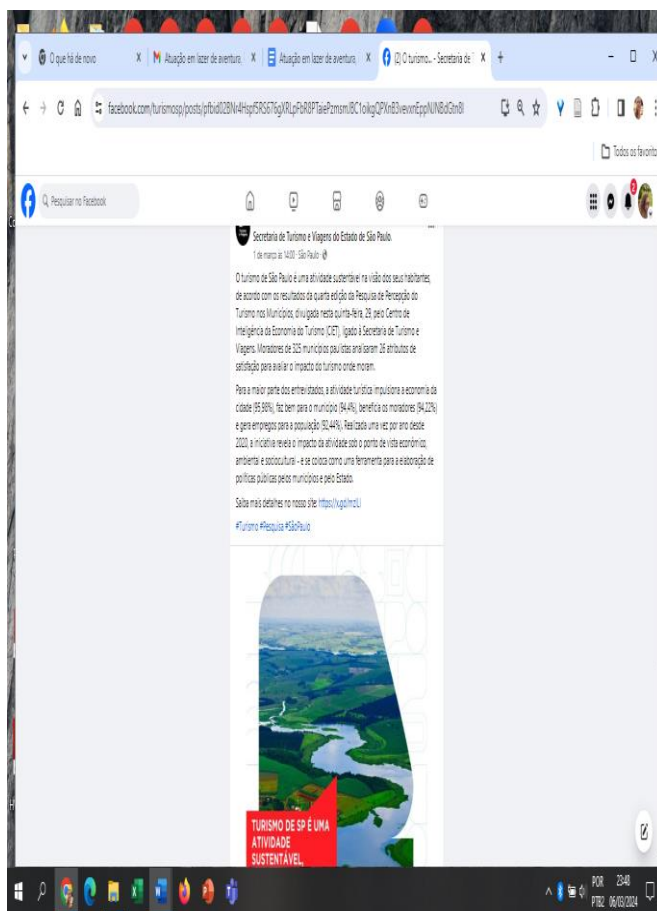 O que há de novo
Atuação em lazer de aventura,
Atuação em lazer de aventura,
(2) O turismo... - Secretaria de
facebook.com/turismosp/posts/
Todos os favoritos
Pesquisar no Facebook
2
Secretaria de Turismo e Viagens do Estado de São Paulo.
1 de março às 14:00 · São Paulo ·
O turismo de São Paulo é uma atividade sustentável na visão dos seus habitantes,
de acordo com os resultados da quarta edição da Pesquisa de Percepção do
Turismo nos Municípios, divulgada nesta quinta-feira, 29, pelo Centro de
Inteligência da Economia do Turismo (CIET), ligado à Secretaria de Turismo e
Viagens. Moradores de 325 municípios paulistas analisaram 26 atributos de
satisfação para avaliar o impacto do turismo onde moram.
Para a maior parte dos entrevistados, a atividade turística impulsiona a economia da
cidade (95,98%), faz bem para o município (94,4%), beneficia os moradores (94,22%)
e gera empregos para a população (92,44%). Realizada uma vez por ano desde
2020, a iniciativa revela o impacto da atividade sob o ponto de vista econômico,
ambiental e sociocultural - e se coloca como uma ferramenta para a elaboração de
políticas públicas pelos municípios e pelo Estado.
Saiba mais detalhes no nosso site:
#Turismo #Pesquisa #SãoPaulo
TURISMO DE SP É UMA
ATIVIDADE
SUSTENTÁVEL,
POR
23:48
PTB2
06/03/2024